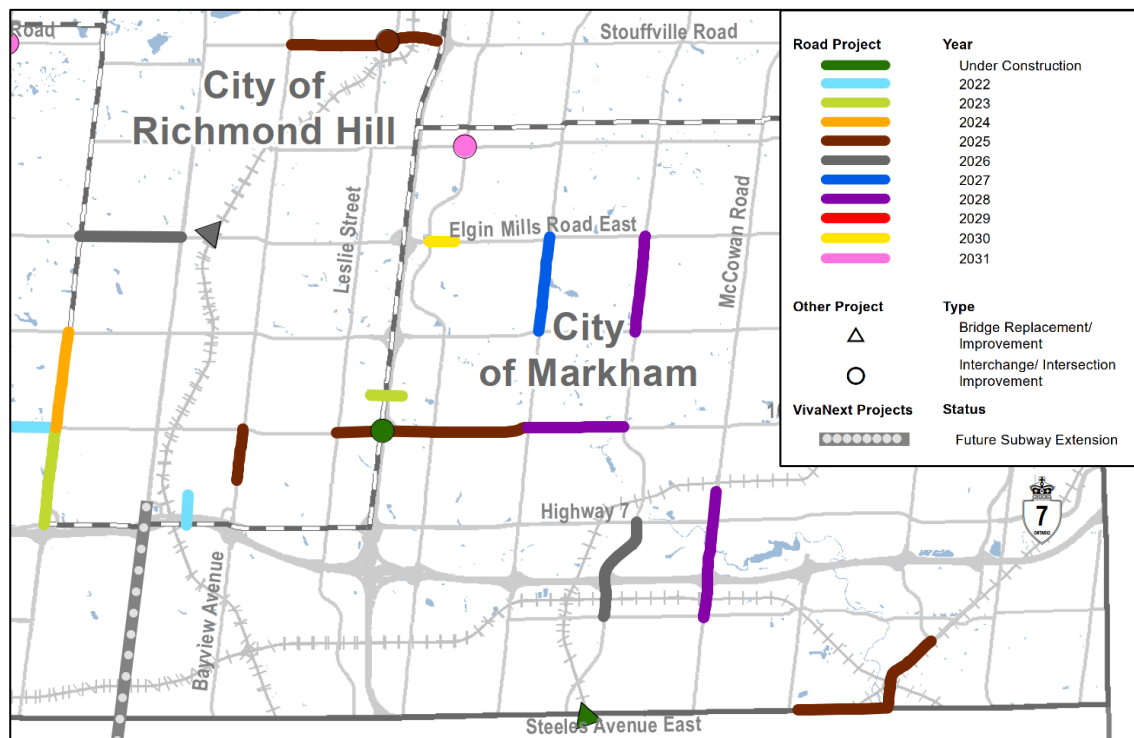 Road
Stouffville Road
City of
Richmond Hill
Leslie Street
Elgin Mills Road East
McCowan Road
City
of Markham
16
Highway 7
Bayview Avenue
Steeles Avenue East
7
ONTARIO
Road Project Year
Under Construction
2022
2023
2024
2025
2026
2027
2028
2029
2030
2031
Other Project Type
Bridge Replacement/
Improvement
Interchange/ Intersection
Improvement
VivaNext Projects Status
Future Subway Extension